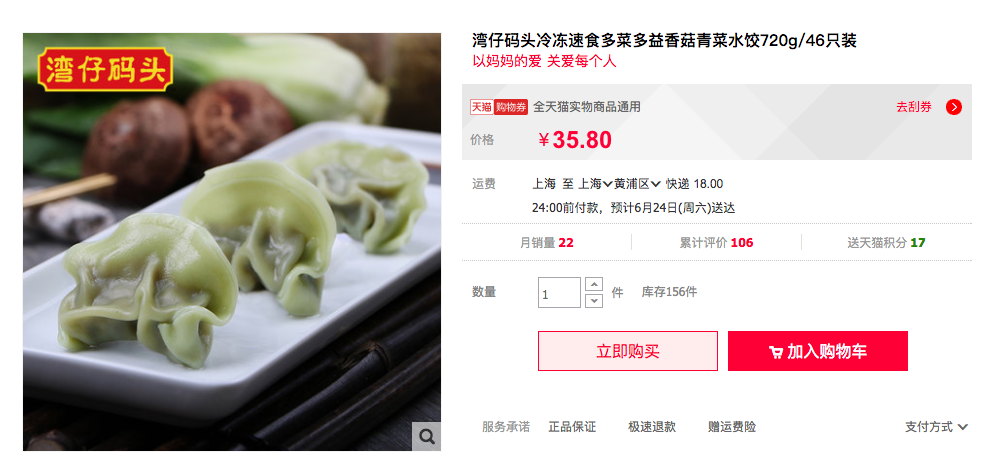 湾仔码头
湾仔码头冷冻速食多菜多益香菇青菜水饺720g/46只装
以妈妈的爱 关爱每个人
天猫 购物券 全天猫实物商品通用 去刮券
价格 ¥35.80
运费 上海 至 上海 黄浦区 快递 18.00
24:00前付款，预计6月24日(周六)送达
月销量 22 累计评价 106 送天猫积分 17
数量 1 件 库存156件
立即购买 加入购物车
服务承诺 正品保证 极速退款 赠运费险 支付方式